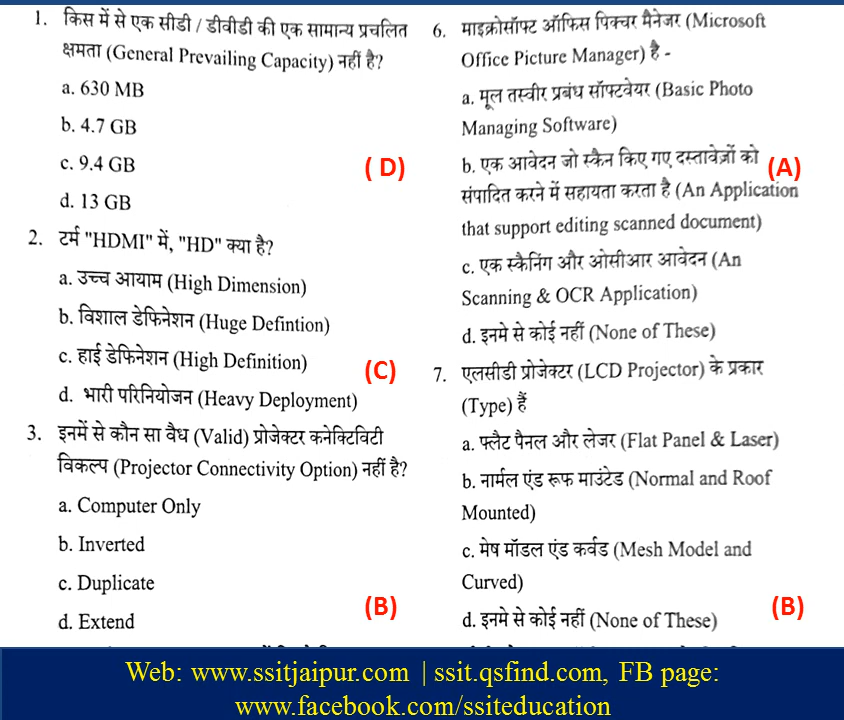 1. किस में से एक सीडी / डीवीडी की एक सामान्य प्रचलित
क्षमता (General Prevailing Capacity) नहीं है?
a. 630 MB
b. 4.7 GB
c. 9.4 GB
( D)
d. 13 GB
2. टर्म "HDMI" में, "HD" क्या है?
a. उच्च आयाम (High Dimension)
b. विशाल डेफिनेशन (Huge Defintion)
c. हाई डेफिनेशन (High Definition)
(C)
d. भारी परिनियोजन (Heavy Deployment)
3. इनमें से कौन सा वैध (Valid) प्रोजेक्टर कनेक्टिविटी
विकल्प (Projector Connectivity Option) नहीं है?
a. Computer Only
b. Inverted
c. Duplicate
(B)
d. Extend
6. माइक्रोसॉफ्ट ऑफिस पिक्चर मैनेजर (Microsoft
Office Picture Manager) है -
a. मूल तस्वीर प्रबंध सॉफ्टवेयर (Basic Photo
Managing Software)
b. एक आवेदन जो स्कैन किए गए दस्तावेज़ों को
(A)
संपादित करने में सहायता करता है (An Application
that support editing scanned document)
c. एक स्कैनिंग और ओसीआर आवेदन (An
Scanning & OCR Application)
d. इनमे से कोई नहीं (None of These)
7. एलसीडी प्रोजेक्टर (LCD Projector) के प्रकार
(Type) हैं
a. फ्लैट पैनल और लेजर (Flat Panel & Laser)
b. नार्मल एंड रूफ माउंटेड (Normal and Roof
Mounted)
c. मेष मॉडल एंड कर्वड (Mesh Model and
Curved)
(B)
d. इनमे से कोई नहीं (None of These)
Web: www.ssitjaipur.com | ssit.qsfind.com, FB page:
www.facebook.com/ssiteducation